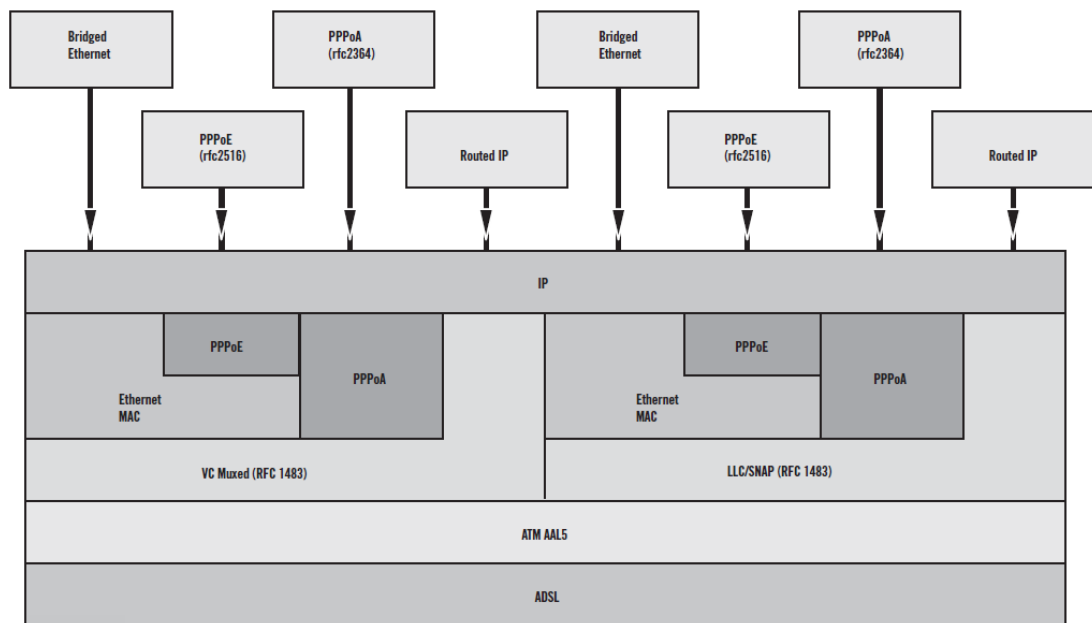 Bridged
Ethernet
PPPoA
(rfc2364)
Bridged
Ethernet
PPPoA
(rfc2364)
PPPoE
(rfc2516)
Routed IP
PPPoE
(rfc2516)
Routed IP
IP
PPPoE
PPPoA
Ethernet
MAC
PPPoE
PPPoA
Ethernet
MAC
VC Muxed (RFC 1483)
LLC/SNAP (RFC 1483)
ATM AAL5
ADSL